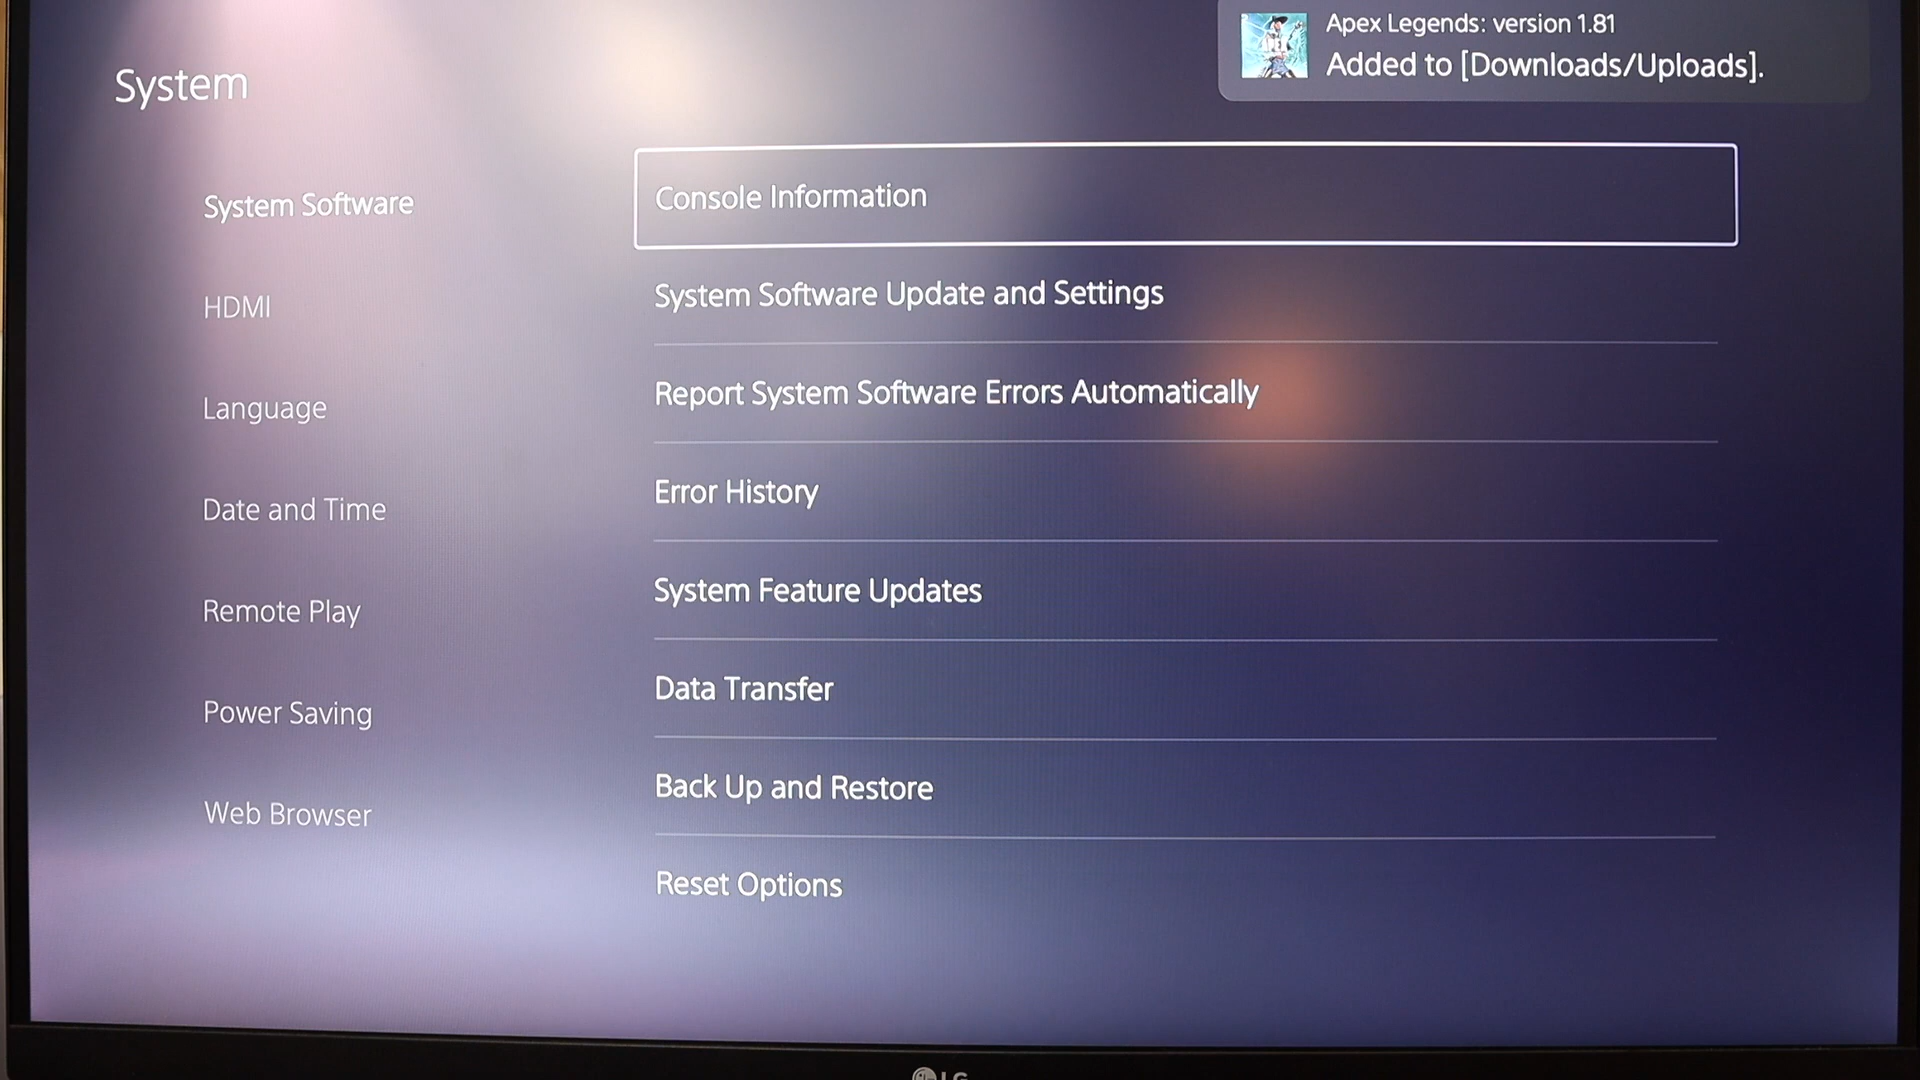 Apex Legends: version 1.81
Added to [Downloads/Uploads].
System
System Software
HDMI
Language
Date and Time
Remote Play
Power Saving
Web Browser
Console Information
System Software Update and Settings
Report System Software Errors Automatically
Error History
System Feature Updates
Data Transfer
Back Up and Restore
Reset Options
LG